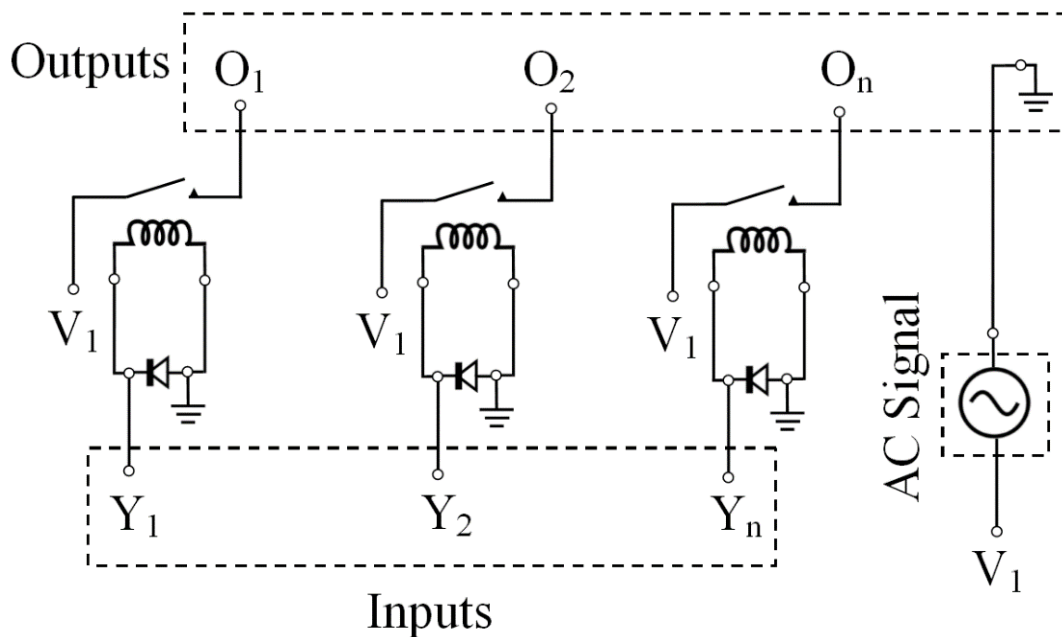 Outputs
O₁ O₂ Oₙ
V₁ V₁ V₁
AC Signal
Y₁ Y₂ Yₙ
V₁
Inputs